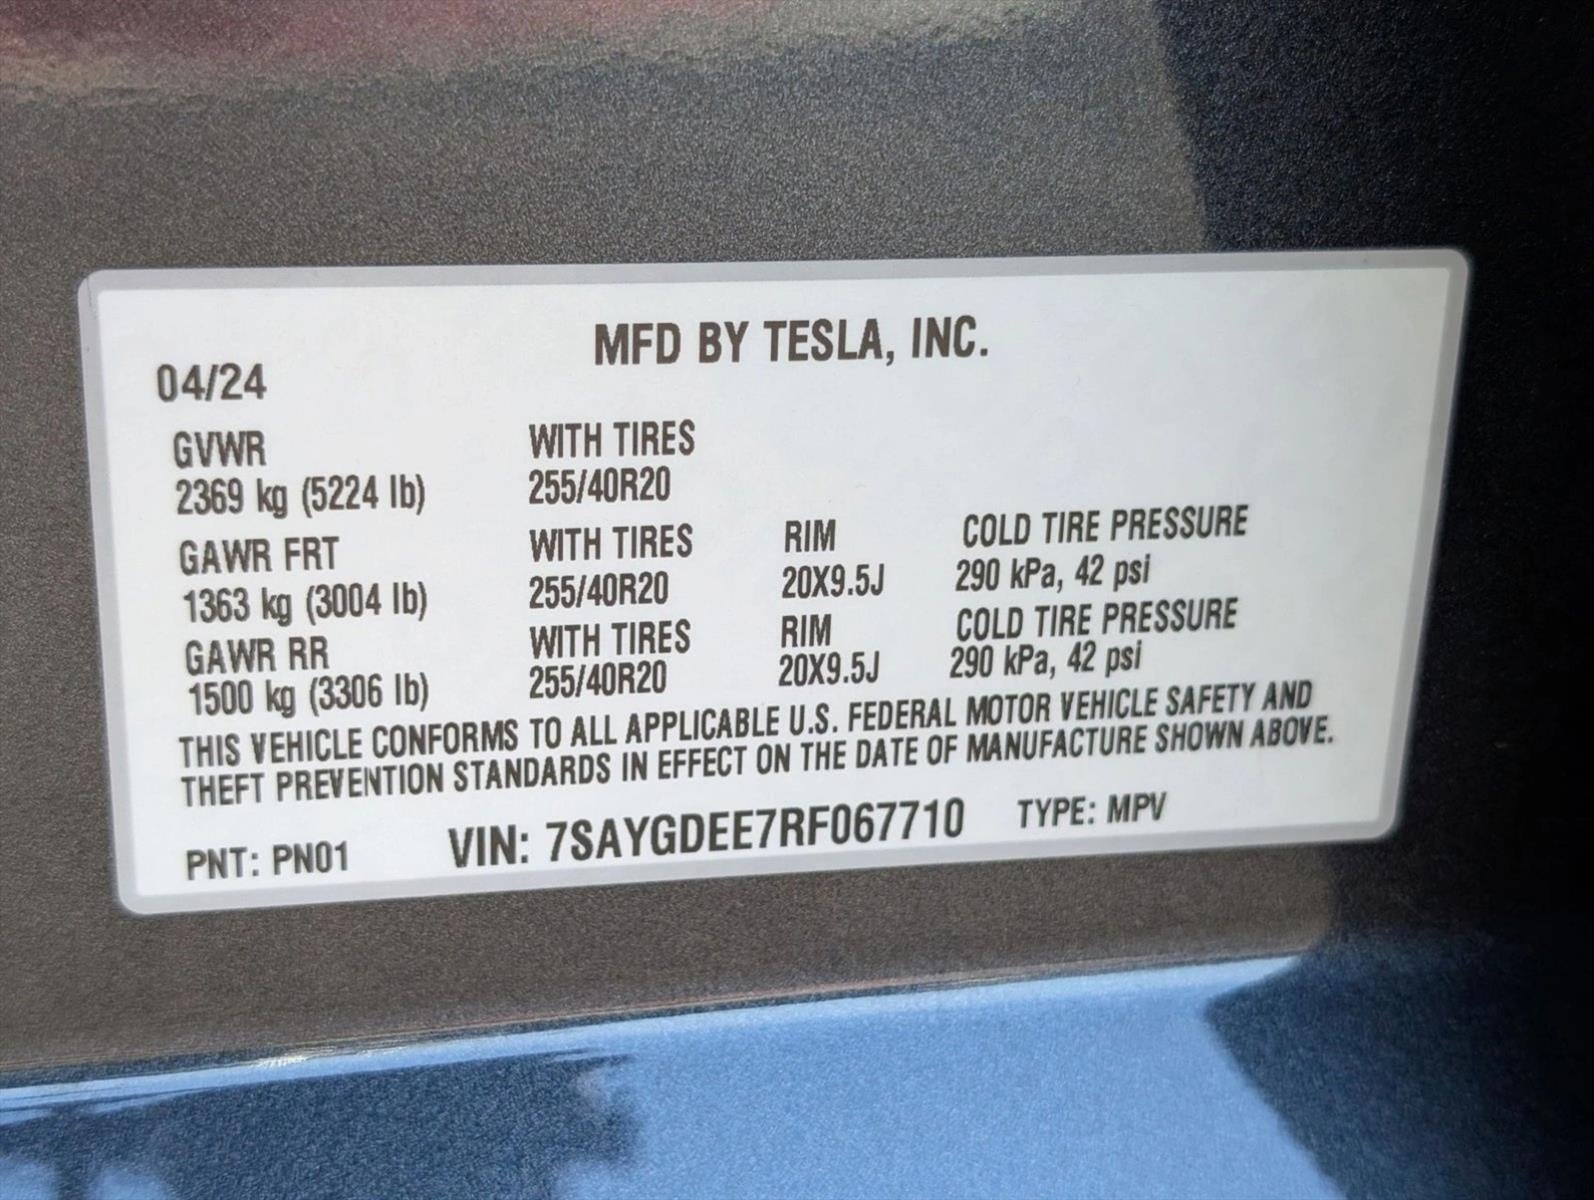 MFD BY TESLA, INC.
04/24
GVWR WITH TIRES
2369 kg (5224 lb) 255/40R20
GAWR FRT WITH TIRES RIM COLD TIRE PRESSURE
1363 kg (3004 lb) 255/40R20 20X9.5J 290 kPa, 42 psi
GAWR RR WITH TIRES RIM COLD TIRE PRESSURE
1500 kg (3306 lb) 255/40R20 20X9.5J 290 kPa, 42 psi
THIS VEHICLE CONFORMS TO ALL APPLICABLE U.S. FEDERAL MOTOR VEHICLE SAFETY AND
THEFT PREVENTION STANDARDS IN EFFECT ON THE DATE OF MANUFACTURE SHOWN ABOVE.
PNT: PN01 VIN: 7SAYGDEE7RF067710 TYPE: MPV